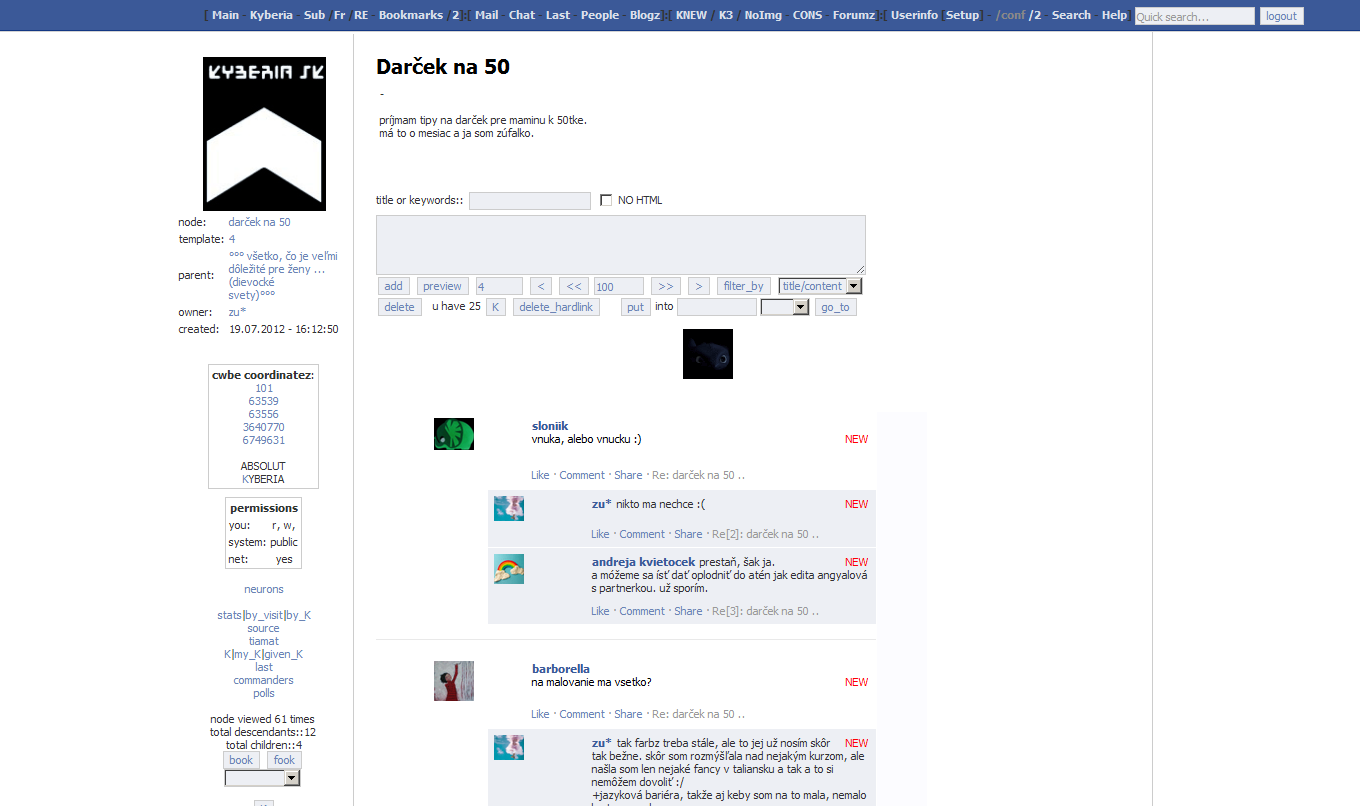 [ Main - Kyberia - Sub /Fr /RE - Bookmarks /2]:[ Mail - Chat - Last - People - Blogz]:[ KNEW / K3 / NoImg - CONS - Forumz]:[ Userinfo [Setup] - /conf /2 - Search - Help] Quick search... logout
KYBERIA SK
Darček na 50
-
príjmam tipy na darček pre maminu k 50tke.
má to o mesiac a ja som zúfalko.
title or keywords:: NO HTML
add preview 4 < << 100 >> > filter_by title/content
delete u have 25 K delete_hardlink put into go_to
node: darček na 50
template: 4
parent: °°° všetko, čo je veľmi
dôležité pre ženy ...
(dievocké
svety)°°°
owner: zu*
created: 19.07.2012 - 16:12:50
cwbe coordinatez:
101
63539
63556
3640770
6749631
ABSOLUT
KYBERIA
permissions
you: r, w,
system: public
net: yes
neurons
stats|by_visit|by_K
source
tiamat
K|my_K|given_K
last
commanders
polls
node viewed 61 times
total descendants::12
total children::4
book fook
sloniik
vnuka, alebo vnucku :) NEW
Like · Comment · Share · Re: darček na 50 ..
zu* nikto ma nechce :( NEW
Like · Comment · Share · Re[2]: darček na 50 ..
andreja kvietocek prestaň, šak ja. NEW
a móžeme sa ísť dať oplodniť do atén jak edita angyalová
s partnerkou. už sporím.
Like · Comment · Share · Re[3]: darček na 50 ..
barborella
na malovanie ma vsetko? NEW
Like · Comment · Share · Re: darček na 50 ..
zu* tak farbz treba stále, ale to jej už nosím skôr NEW
tak bežne. skôr som rozmýšľala nad nejakým kurzom, ale
našla som len nejaké fancy v taliansku a tak a to si
nemôžem dovoliť :/
+jazyková bariéra, takže aj keby som na to mala, nemalo